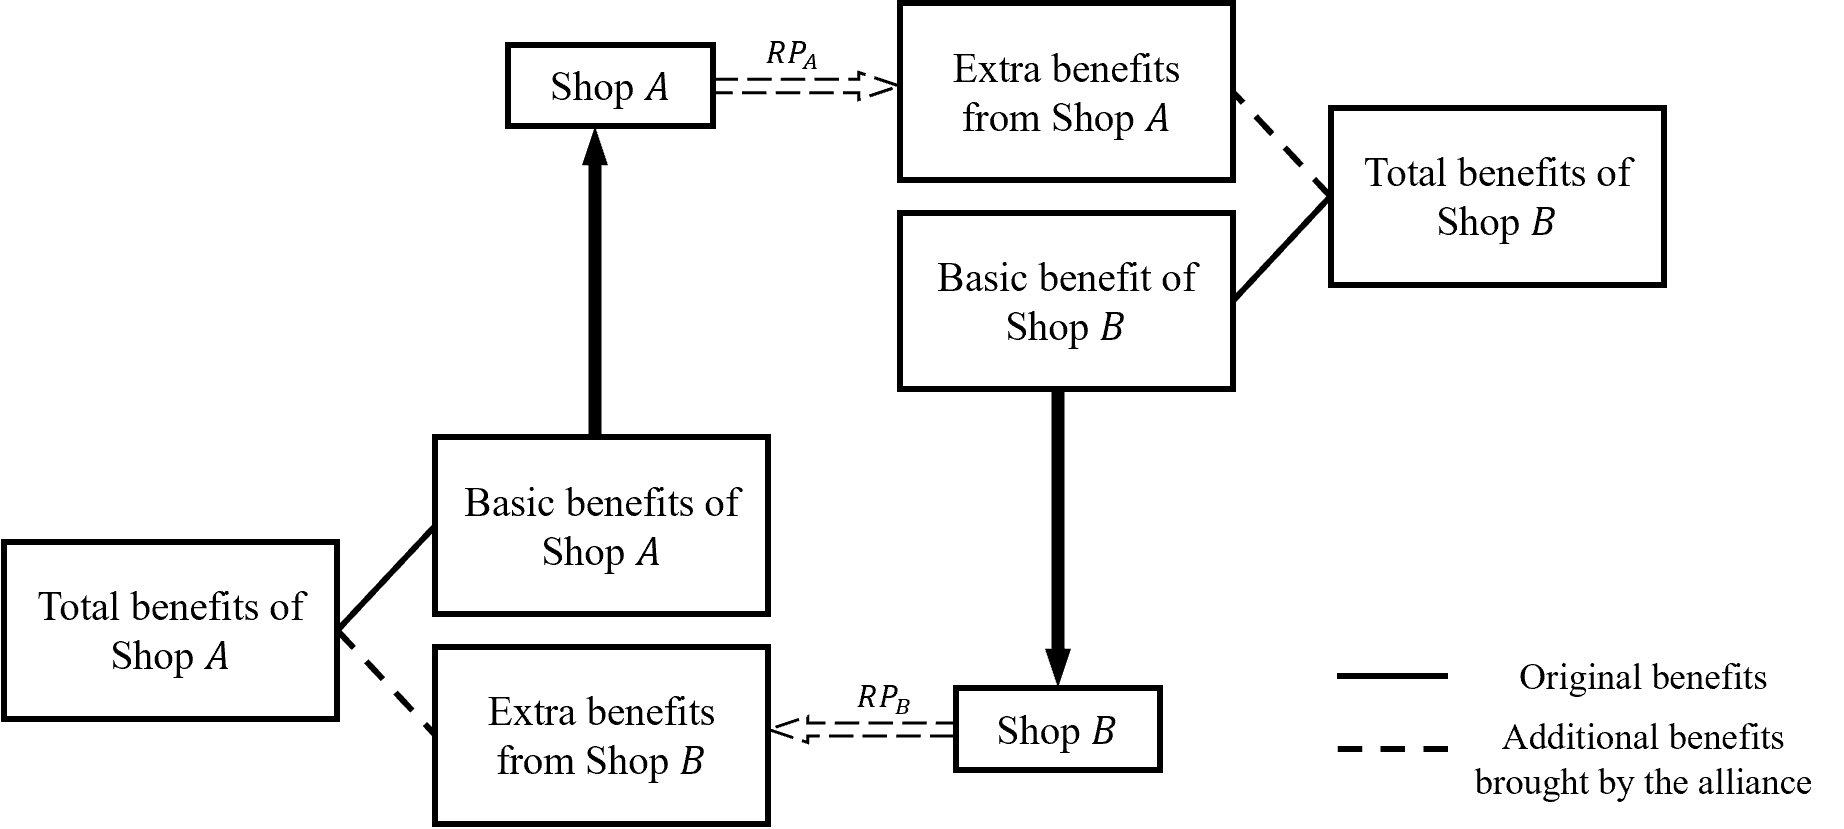 Shop A
RP_A
Extra benefits
from Shop A
Total benefits of
Shop B
Basic benefit of
Shop B
Basic benefits of
Shop A
Total benefits of
Shop A
Extra benefits
from Shop B
RP_B
Shop B
Original benefits
Additional benefits
brought by the alliance